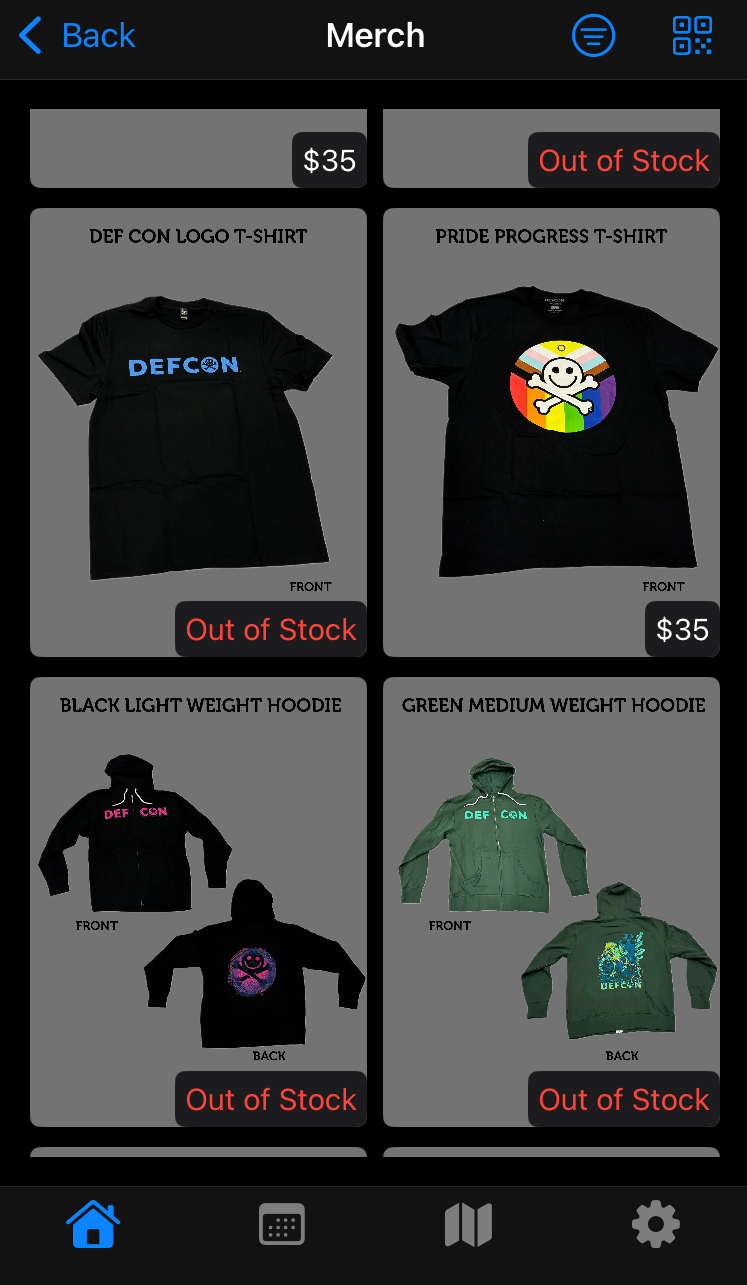 Back
Merch
$35
Out of Stock
DEF CON LOGO T-SHIRT
PRIDE PROGRESS T-SHIRT
DEFCON
DEFCON
FRONT
FRONT
Out of Stock
$35
BLACK LIGHT WEIGHT HOODIE
GREEN MEDIUM WEIGHT HOODIE
DEF CON
DEF CON
FRONT
FRONT
DEFCON
BACK
BACK
Out of Stock
Out of Stock